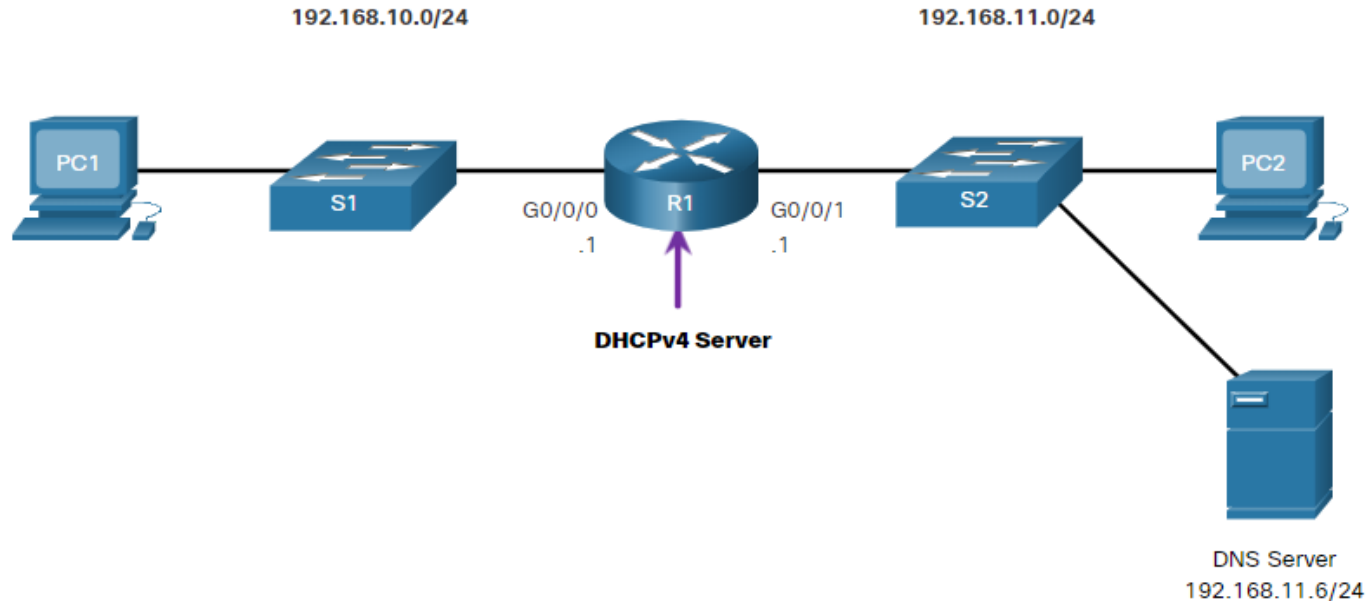 192.168.10.0/24
192.168.11.0/24
PC1
S1
G0/0/0
.1
R1
G0/0/1
.1
S2
PC2
DHCPv4 Server
DNS Server
192.168.11.6/24